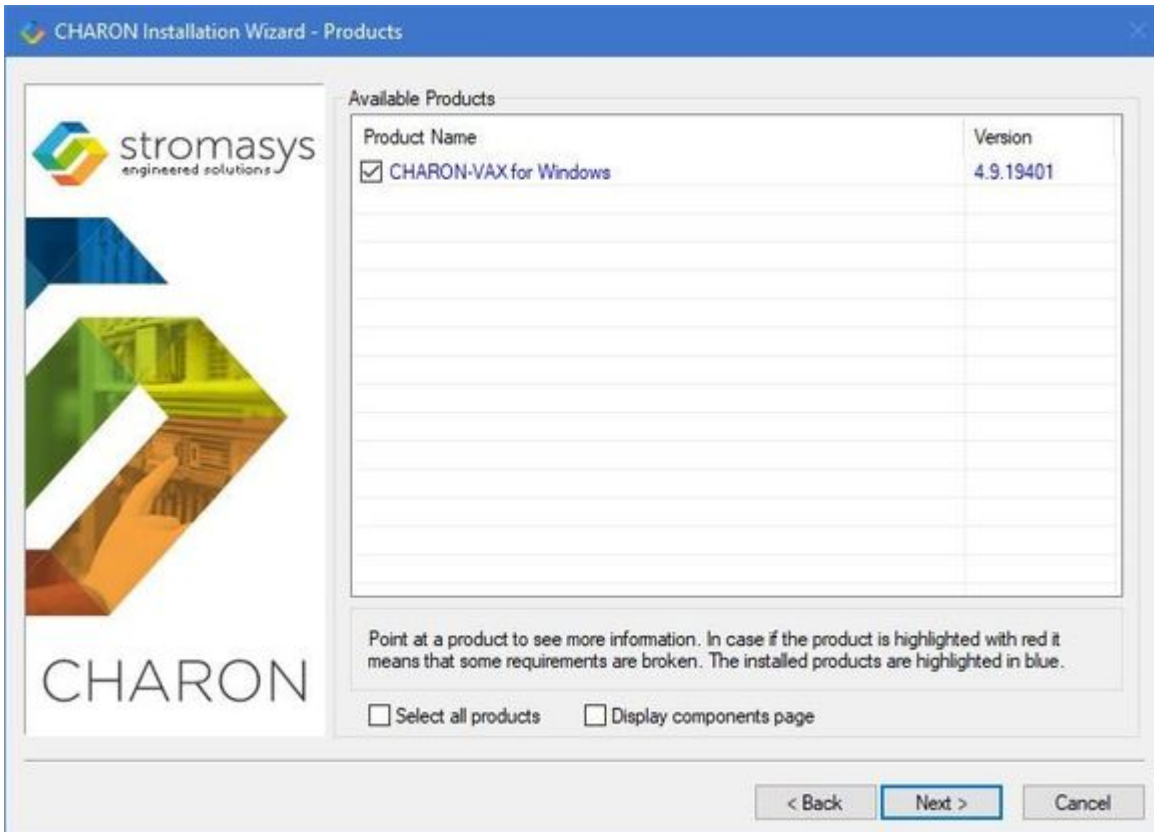 CHARON Installation Wizard - Products
stromasys
engineered solutions
CHARON
Available Products
Product Name Version
CHARON-VAX for Windows 4.9.19401
Point at a product to see more information. In case if the product is highlighted with red it
means that some requirements are broken. The installed products are highlighted in blue.
Select all products Display components page
< Back Next > Cancel